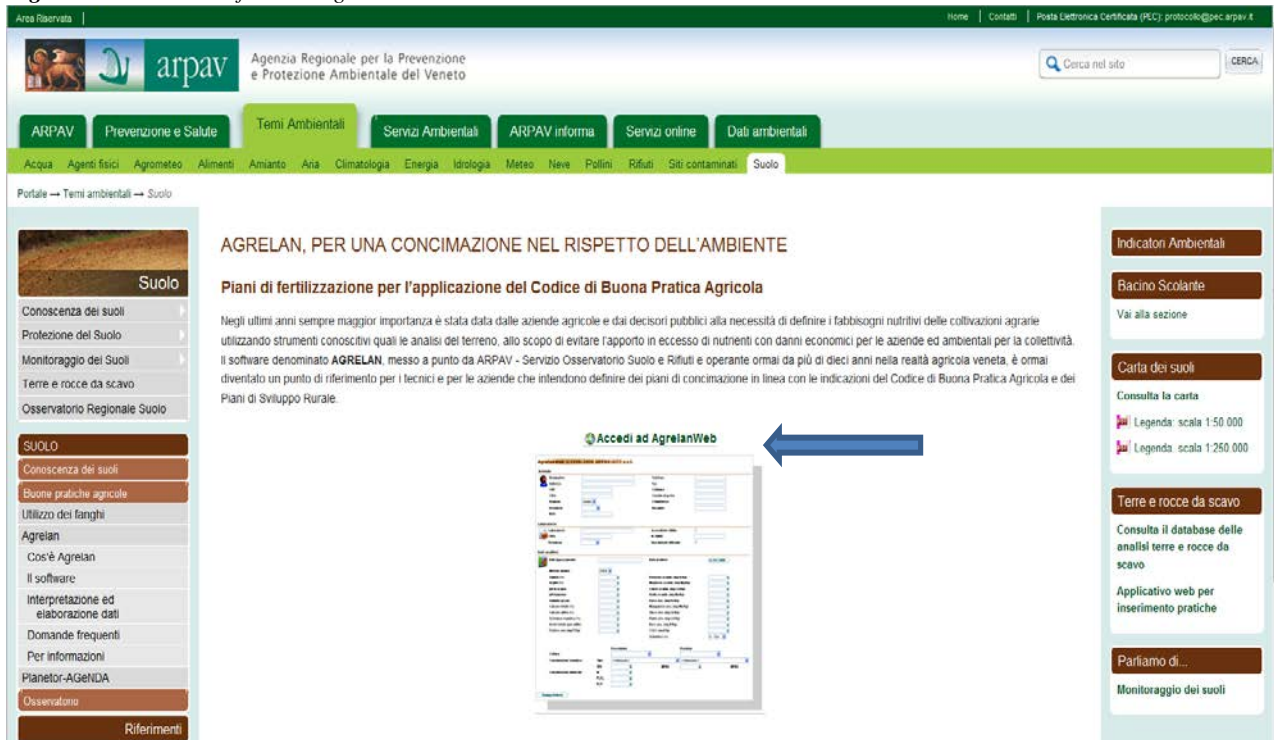 Area Riservata |
Home | Contatti | Posta Elettronica Certificata (PEC): protocollo@pec.arpav.it
arpav
Agenzia Regionale per la Prevenzione
e Protezione Ambientale del Veneto
Cerca nel sito
CERCA
ARPAV Prevenzione e Salute Temi Ambientali Servizi Ambientali ARPAV informa Servizi online Dati ambientali
Acqua Agenti fisici Agrometeo Alimenti Amianto Aria Climatologia Energia Idrologia Meteo Neve Pollini Rifiuti Siti contaminati Suolo
Portale → Temi ambientali → Suolo
Suolo
Conoscenza dei suoli
Protezione del Suolo
Monitoraggio dei Suoli
Terre e rocce da scavo
Osservatorio Regionale Suolo
SUOLO
Conoscenza dei suoli
Buone pratiche agricole
Utilizzo dei fanghi
Agrelan
Cos'è Agrelan
Il software
Interpretazione ed
elaborazione dati
Domande frequenti
Per informazioni
Planetor-AGeNDA
Osservatorio
Riferimenti
AGRELAN, PER UNA CONCIMAZIONE NEL RISPETTO DELL'AMBIENTE
Piani di fertilizzazione per l'applicazione del Codice di Buona Pratica Agricola
Negli ultimi anni sempre maggior importanza è stata data dalle aziende agricole e dai decisori pubblici alla necessità di definire i fabbisogni nutritivi delle coltivazioni agrarie
utilizzando strumenti conoscitivi quali le analisi del terreno, allo scopo di evitare l'apporto in eccesso di nutrienti con danni economici per le aziende ed ambientali per la collettività.
Il software denominato AGRELAN, messo a punto da ARPAV - Servizio Osservatorio Suolo e Rifiuti e operante ormai da più di dieci anni nella realtà agricola veneta, è ormai
diventato un punto di riferimento per i tecnici e per le aziende che intendono definire dei piani di concimazione in linea con le indicazioni del Codice di Buona Pratica Agricola e dei
Piani di Sviluppo Rurale.
Accedi ad AgrelanWeb
Indicatori Ambientali
Bacino Scolante
Vai alla sezione
Carta dei suoli
Consulta la carta
Legenda: scala 1:50.000
Legenda: scala 1:250.000
Terre e rocce da scavo
Consulta il database delle
analisi terre e rocce da
scavo
Applicativo web per
inserimento pratiche
Parliamo di...
Monitoraggio dei suoli